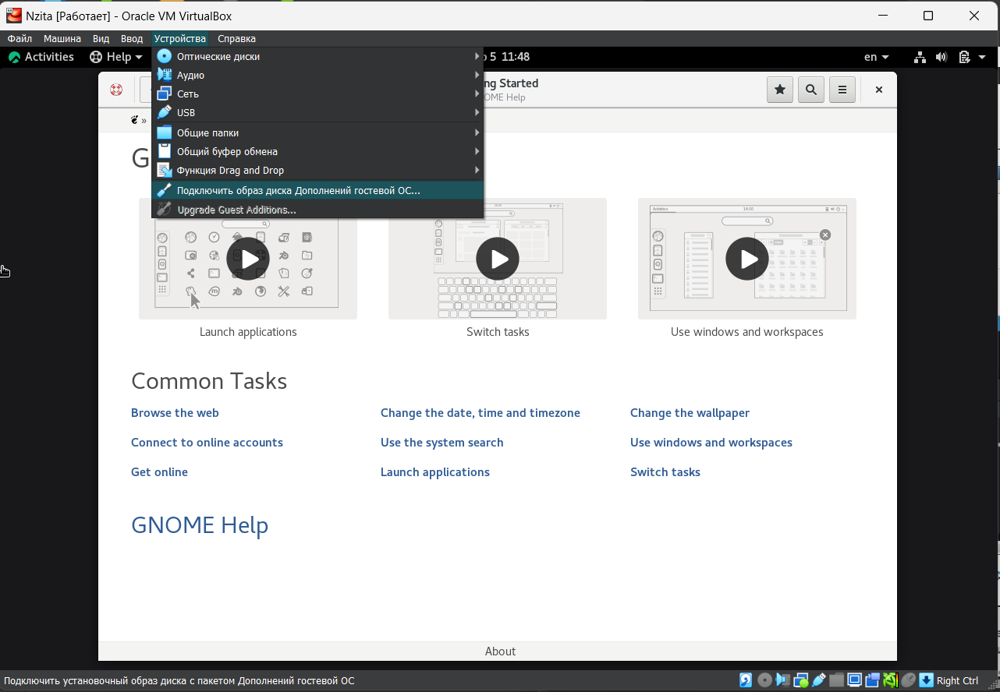 Nzita [Работает] - Oracle VM VirtualBox
Файл Машина Вид Ввод Устройства Справка
Activities Help 5 11:48 en
Оптические диски
Аудио
Сеть
USB
Общие папки
Общий буфер обмена
Функция Drag and Drop
Подключить образ диска Дополнений гостевой ОС...
Upgrade Guest Additions...
ng Started
OME Help
»
G
Activities 14:30
Launch applications Switch tasks Use windows and workspaces
Common Tasks
Browse the web Change the date, time and timezone Change the wallpaper
Connect to online accounts Use the system search Use windows and workspaces
Get online Launch applications Switch tasks
GNOME Help
About
Подключить установочный образ диска с пакетом Дополнений гостевой ОС Right Ctrl